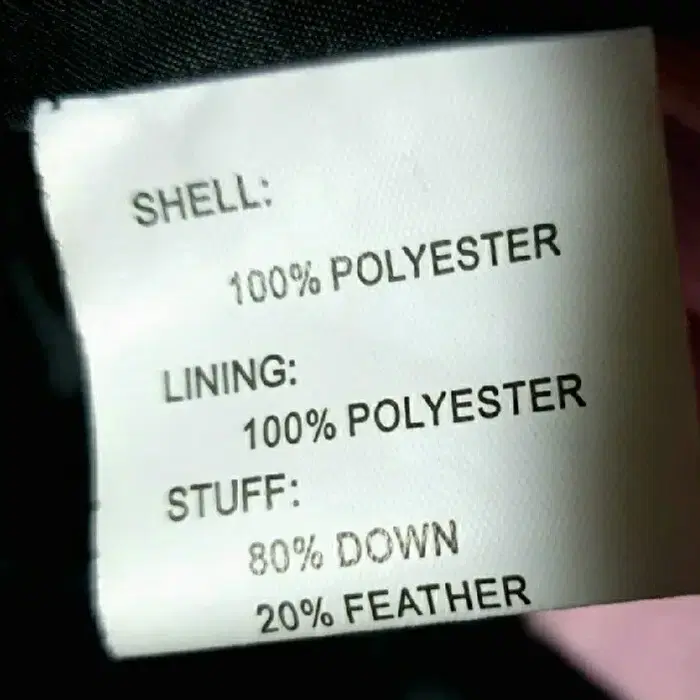 SHELL:
100% POLYESTER
LINING:
100% POLYESTER
STUFF:
80% DOWN
20% FEATHER